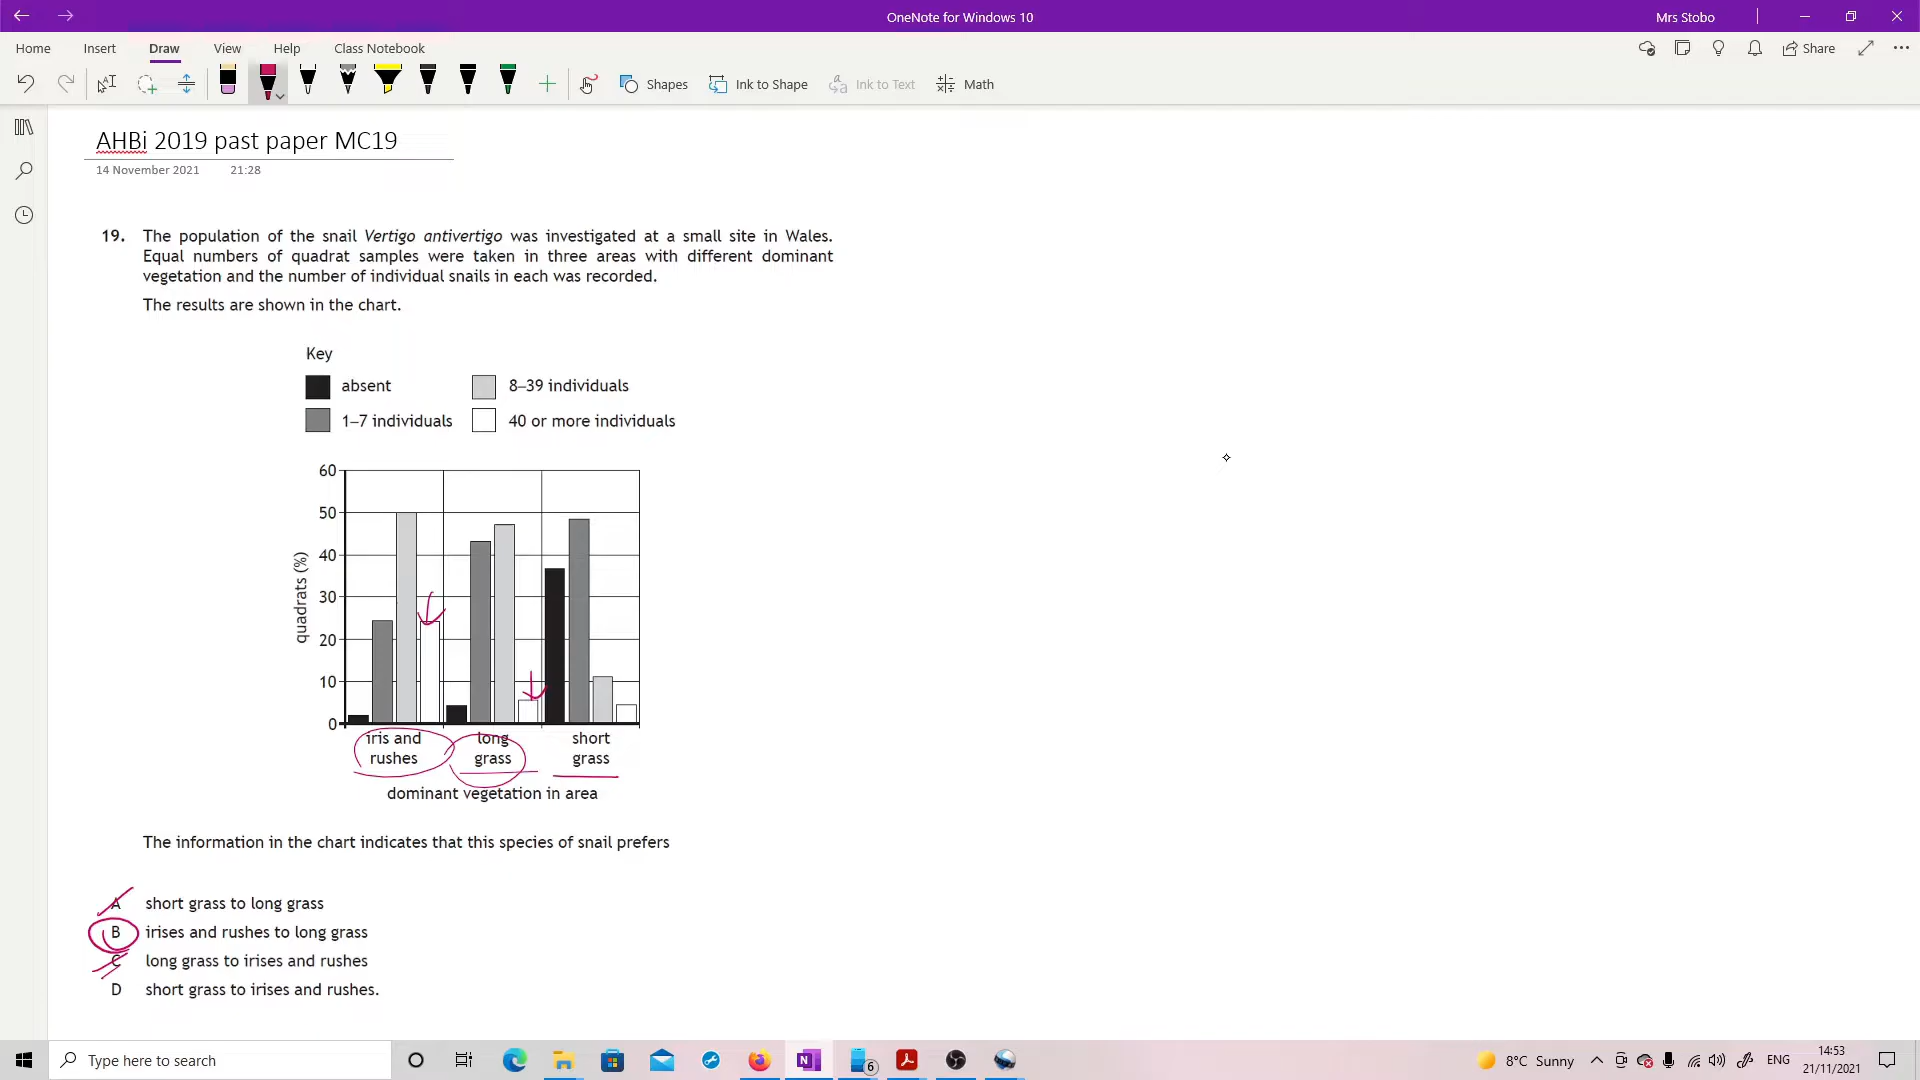 OneNote for Windows 10
Mrs Stobo
Home Insert Draw View Help Class Notebook
Share
Shapes Ink to Shape Ink to Text Math
AHBi 2019 past paper MC19
14 November 2021 21:28
19. The population of the snail Vertigo antivertigo was investigated at a small site in Wales.
Equal numbers of quadrat samples were taken in three areas with different dominant
vegetation and the number of individual snails in each was recorded.
The results are shown in the chart.
Key
absent 8–39 individuals
1–7 individuals 40 or more individuals
60
50
40
30
20
10
0
quadrats (%)
iris and long short
rushes grass grass
dominant vegetation in area
The information in the chart indicates that this species of snail prefers
A short grass to long grass
B irises and rushes to long grass
C long grass to irises and rushes
D short grass to irises and rushes.
Type here to search
6
8°C Sunny
ENG
14:53
21/11/2021